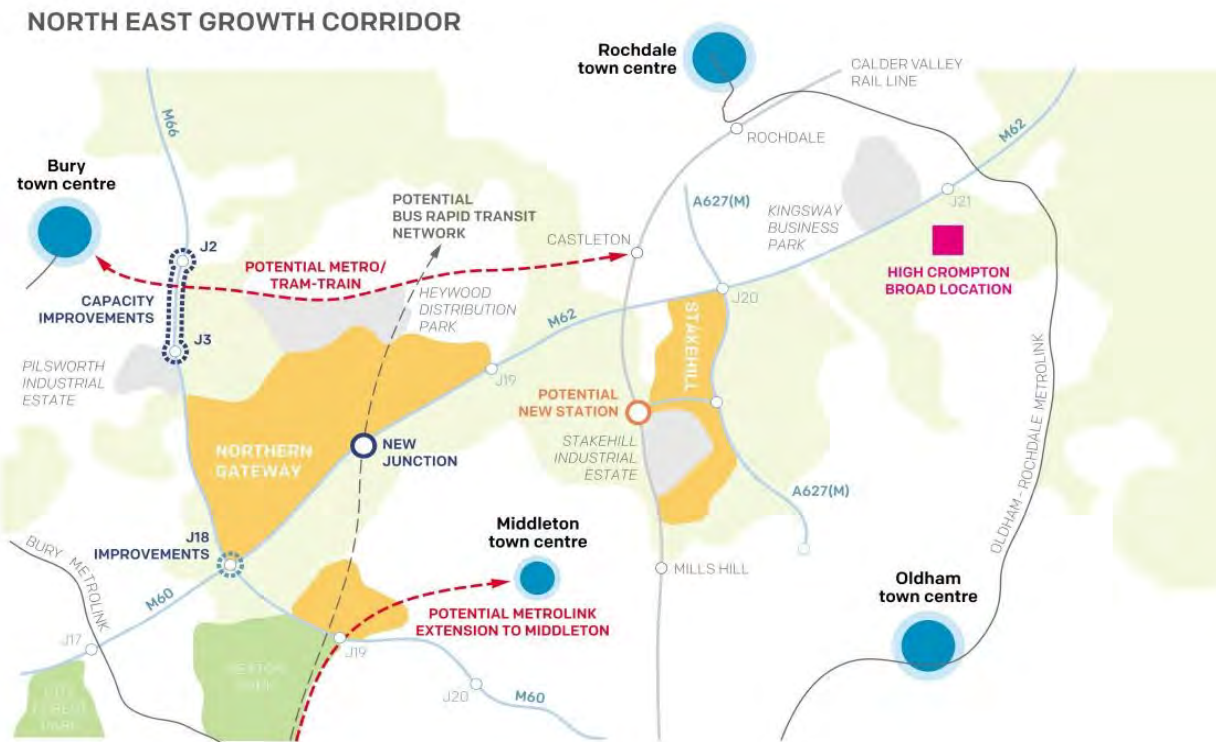 NORTH EAST GROWTH CORRIDOR
Rochdale
town centre
CALDER VALLEY
RAIL LINE
M66
ROCHDALE
M62
Bury
town centre
POTENTIAL
BUS RAPID TRANSIT
NETWORK
A627(M)
KINGSWAY
BUSINESS
PARK
J21
J2
CASTLETON
POTENTIAL METRO/
TRAM-TRAIN
HIGH CROMPTON
BROAD LOCATION
CAPACITY
IMPROVEMENTS
HEYWOOD
DISTRIBUTION
PARK
J20
M62
STAKEHILL
J3
PILSWORTH
INDUSTRIAL
ESTATE
J19
POTENTIAL
NEW STATION
OLDHAM - ROCHDALE METROLINK
NORTHERN
GATEWAY
NEW
JUNCTION
STAKEHILL
INDUSTRIAL
ESTATE
A627(M)
J18
IMPROVEMENTS
Middleton
town centre
BURY METROLINK
MILLS HILL
M60
Oldham
town centre
POTENTIAL METROLINK
EXTENSION TO MIDDLETON
J17
J19
PARK
J20
M60
FOREST
PARK